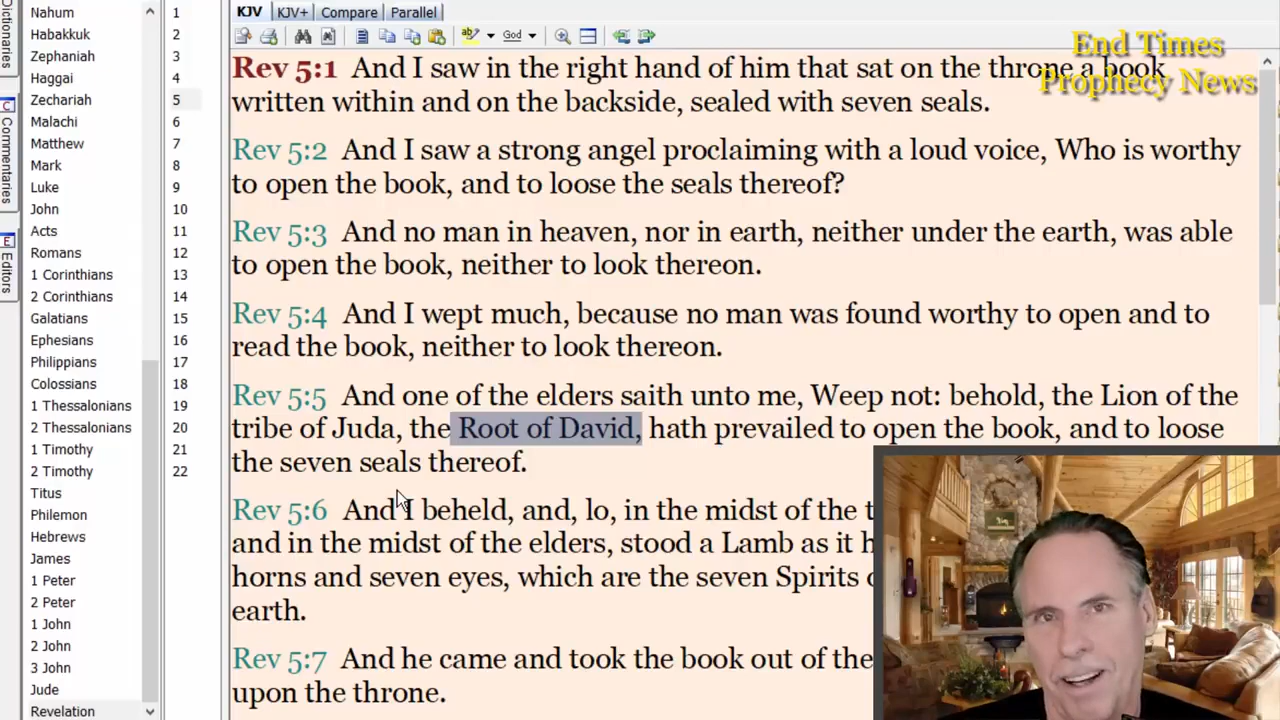 Dictionaries
Commentaries
Editors
Nahum
Habakkuk
Zephaniah
Haggai
Zechariah
Malachi
Matthew
Mark
Luke
John
Acts
Romans
1 Corinthians
2 Corinthians
Galatians
Ephesians
Philippians
Colossians
1 Thessalonians
2 Thessalonians
1 Timothy
2 Timothy
Titus
Philemon
Hebrews
James
1 Peter
2 Peter
1 John
2 John
3 John
Jude
Revelation
1
2
3
4
5
6
7
8
9
10
11
12
13
14
15
16
17
18
19
20
21
22
KJV KJV+ Compare Parallel
ab God
End Times
Prophecy News
Rev 5:1 And I saw in the right hand of him that sat on the throne a book
written within and on the backside, sealed with seven seals.
Rev 5:2 And I saw a strong angel proclaiming with a loud voice, Who is worthy
to open the book, and to loose the seals thereof?
Rev 5:3 And no man in heaven, nor in earth, neither under the earth, was able
to open the book, neither to look thereon.
Rev 5:4 And I wept much, because no man was found worthy to open and to
read the book, neither to look thereon.
Rev 5:5 And one of the elders saith unto me, Weep not: behold, the Lion of the
tribe of Juda, the Root of David, hath prevailed to open the book, and to loose
the seven seals thereof.
Rev 5:6 And I beheld, and, lo, in the midst of the
and in the midst of the elders, stood a Lamb as it
horns and seven eyes, which are the seven Spirits
earth.
Rev 5:7 And he came and took the book out of the
upon the throne.